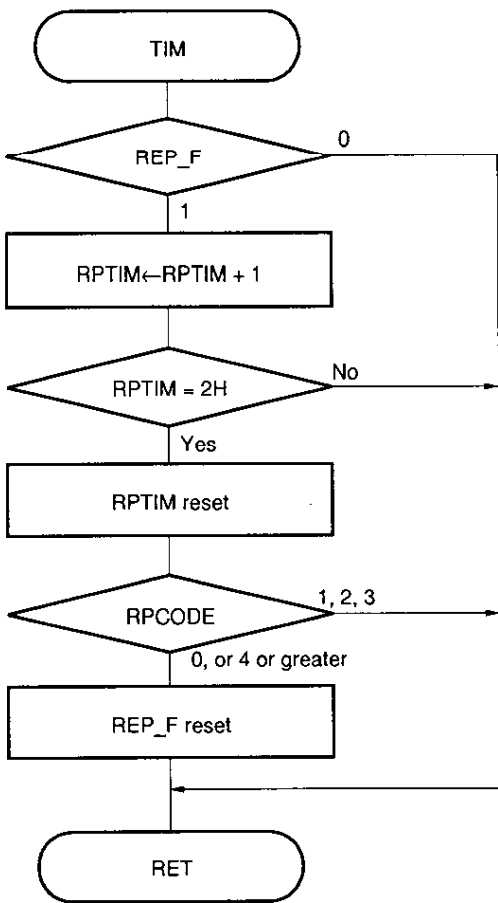 TIM
REP_F
0
1
RPTIM←RPTIM + 1
RPTIM = 2H
No
Yes
RPTIM reset
RPCODE
1, 2, 3
0, or 4 or greater
REP_F reset
RET